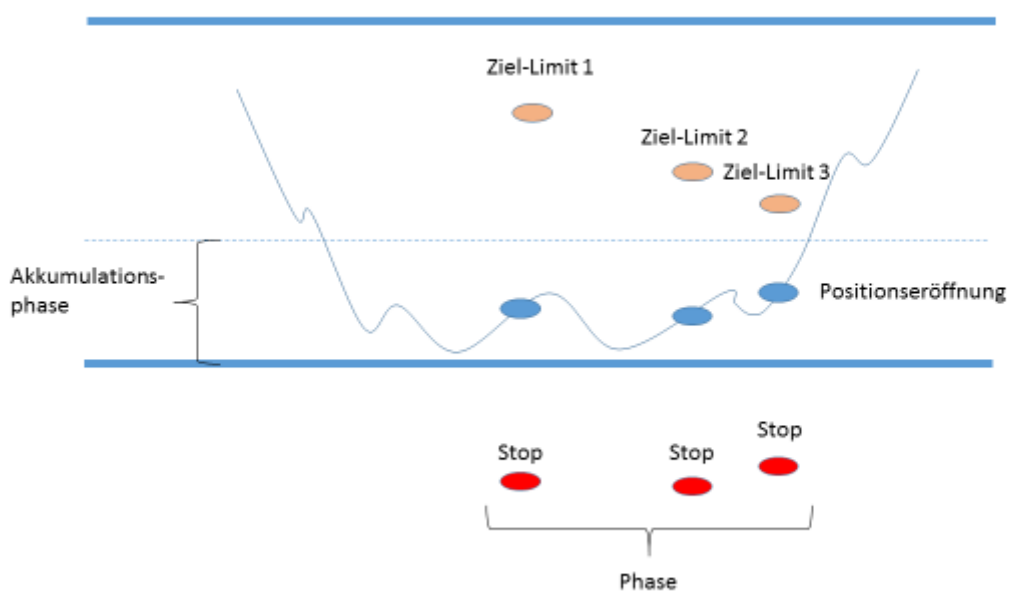 Ziel-Limit 1
Ziel-Limit 2
Ziel-Limit 3
Akkumulations-
phase
Positionseröffnung
Stop
Stop
Stop
Phase